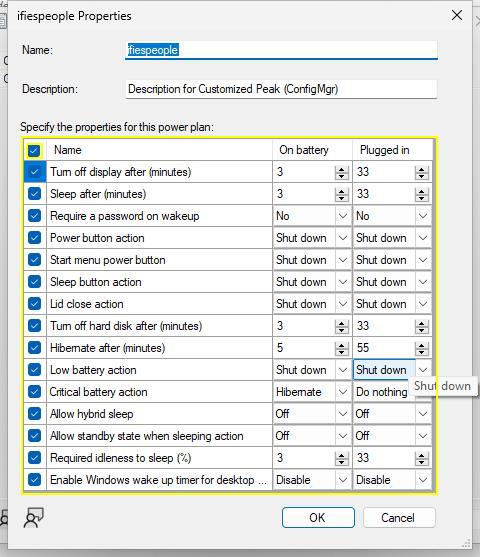 ifiespeople Properties
Name: ifiespeople
Description: Description for Customized Peak (ConfigMgr)
Specify the properties for this power plan:
Name On battery Plugged in
Turn off display after (minutes) 3 33
Sleep after (minutes) 3 33
Require a password on wakeup No No
Power button action Shut down Shut down
Start menu power button Shut down Shut down
Sleep button action Shut down Shut down
Lid close action Shut down Shut down
Turn off hard disk after (minutes) 3 33
Hibernate after (minutes) 5 55
Low battery action Shut down Shut down
Shut down
Critical battery action Hibernate Do nothing
Allow hybrid sleep Off Off
Allow standby state when sleeping action Off Off
Required idleness to sleep (%) 3 33
Enable Windows wake up timer for desktop ... Disable Disable
OK Cancel